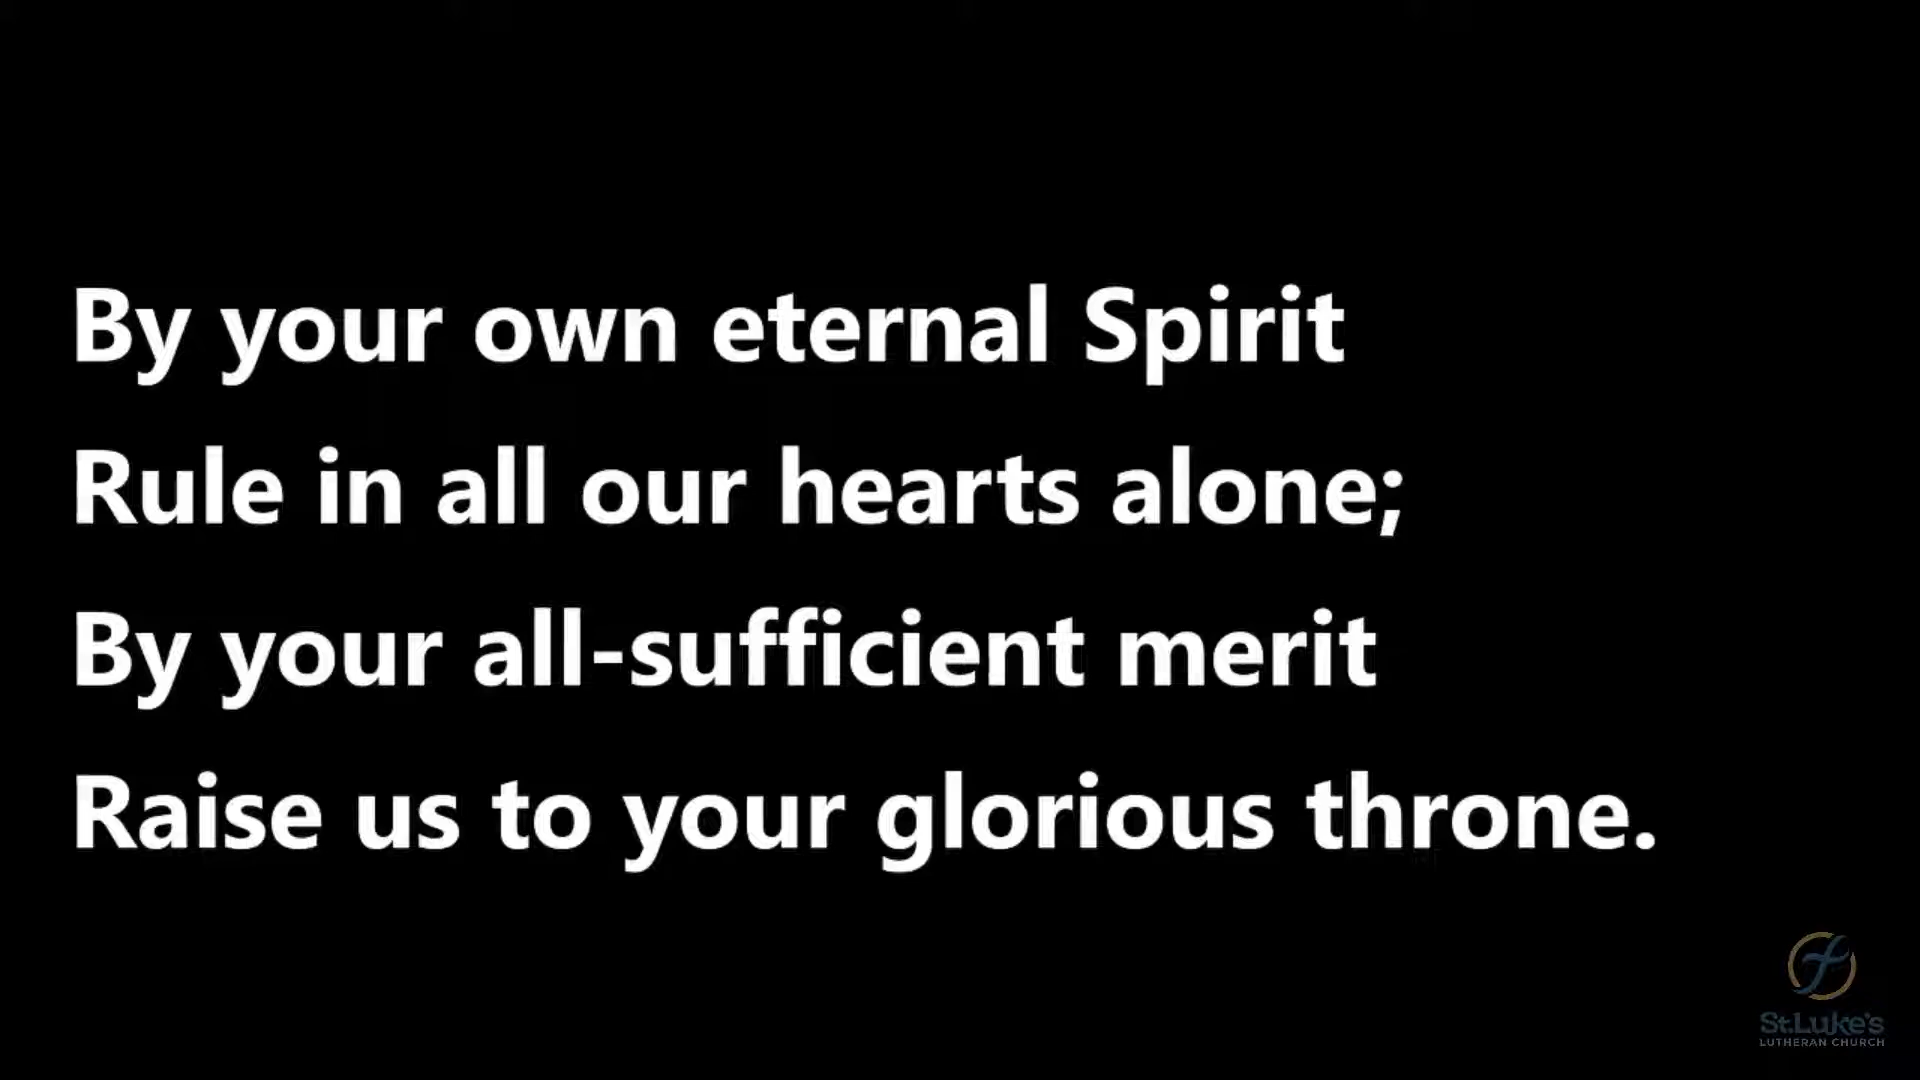 By your own eternal Spirit
Rule in all our hearts alone;
By your all-sufficient merit
Raise us to your glorious throne.
St.Luke's
LUTHERAN CHURCH